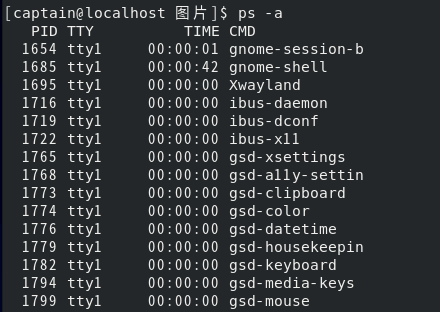 [captain@localhost 图片]$ ps -a
    PID TTY          TIME CMD
   1654 tty1     00:00:01 gnome-session-b
   1685 tty1     00:00:42 gnome-shell
   1695 tty1     00:00:00 Xwayland
   1716 tty1     00:00:00 ibus-daemon
   1719 tty1     00:00:00 ibus-dconf
   1722 tty1     00:00:00 ibus-x11
   1765 tty1     00:00:00 gsd-xsettings
   1768 tty1     00:00:00 gsd-a11y-settin
   1773 tty1     00:00:00 gsd-clipboard
   1774 tty1     00:00:00 gsd-color
   1776 tty1     00:00:00 gsd-datetime
   1779 tty1     00:00:00 gsd-housekeepin
   1782 tty1     00:00:00 gsd-keyboard
   1794 tty1     00:00:00 gsd-media-keys
   1799 tty1     00:00:00 gsd-mouse